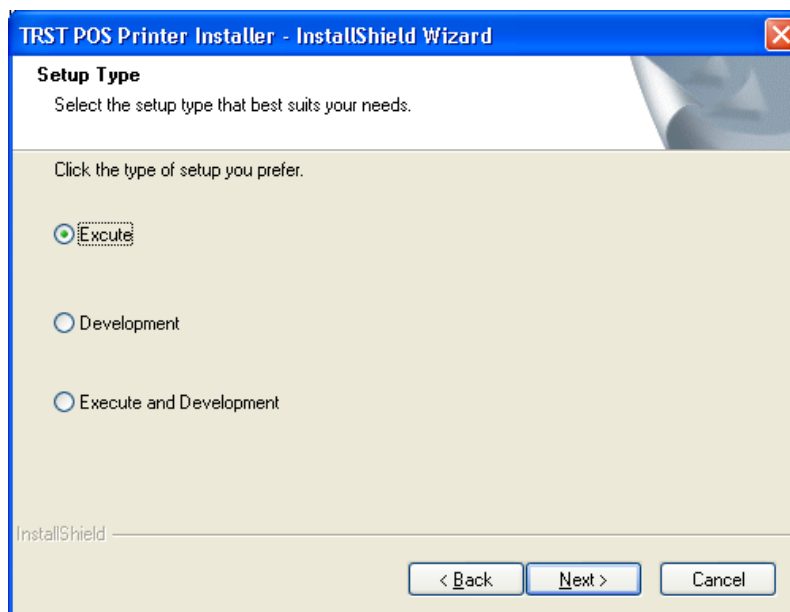 TRST POS Printer Installer - InstallShield Wizard
Setup Type
Select the setup type that best suits your needs.
Click the type of setup you prefer.
Excute
Development
Execute and Development
InstallShield
< Back Next > Cancel